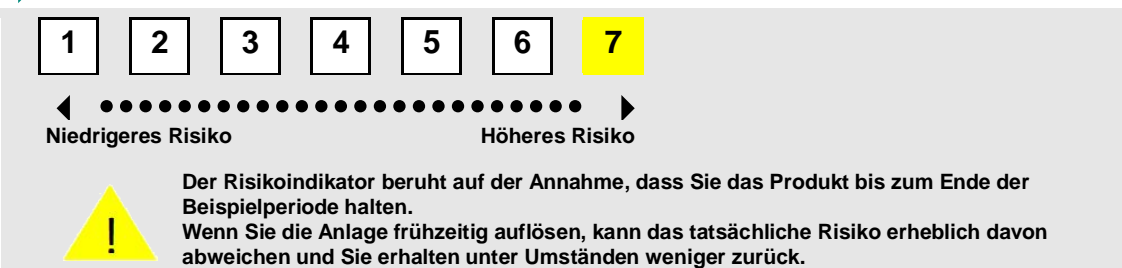 1 2 3 4 5 6 7
Niedrigeres Risiko Höheres Risiko
Der Risikoindikator beruht auf der Annahme, dass Sie das Produkt bis zum Ende der
Beispielperiode halten.
! Wenn Sie die Anlage frühzeitig auflösen, kann das tatsächliche Risiko erheblich davon
abweichen und Sie erhalten unter Umständen weniger zurück.